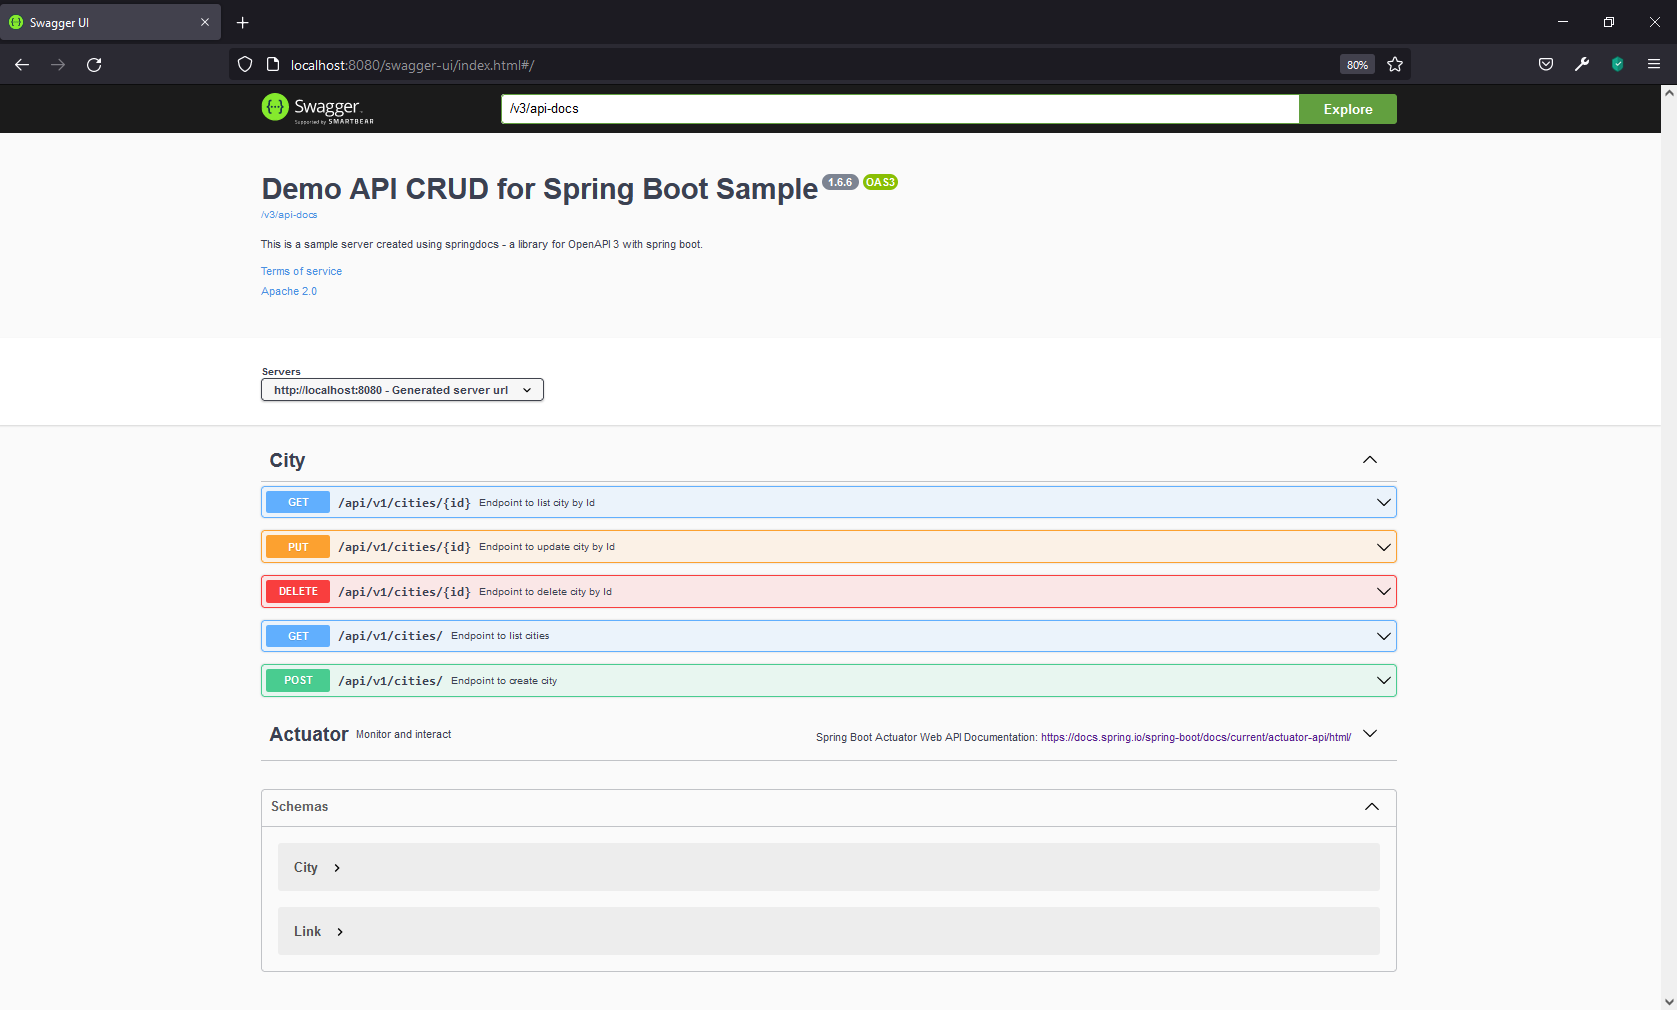 Swagger UI
localhost:8080/swagger-ui/index.html#/
80%
Swagger.
Supported by SMARTBEAR
/v3/api-docs
Explore
Demo API CRUD for Spring Boot Sample 1.6.6 OAS3
/v3/api-docs
This is a sample server created using springdocs - a library for OpenAPI 3 with spring boot.
Terms of service
Apache 2.0
Servers
http://localhost:8080 - Generated server url
City
GET /api/v1/cities/{id} Endpoint to list city by Id
PUT /api/v1/cities/{id} Endpoint to update city by Id
DELETE /api/v1/cities/{id} Endpoint to delete city by Id
GET /api/v1/cities/ Endpoint to list cities
POST /api/v1/cities/ Endpoint to create city
Actuator Monitor and interact Spring Boot Actuator Web API Documentation: https://docs.spring.io/spring-boot/docs/current/actuator-api/html/
Schemas
City
Link